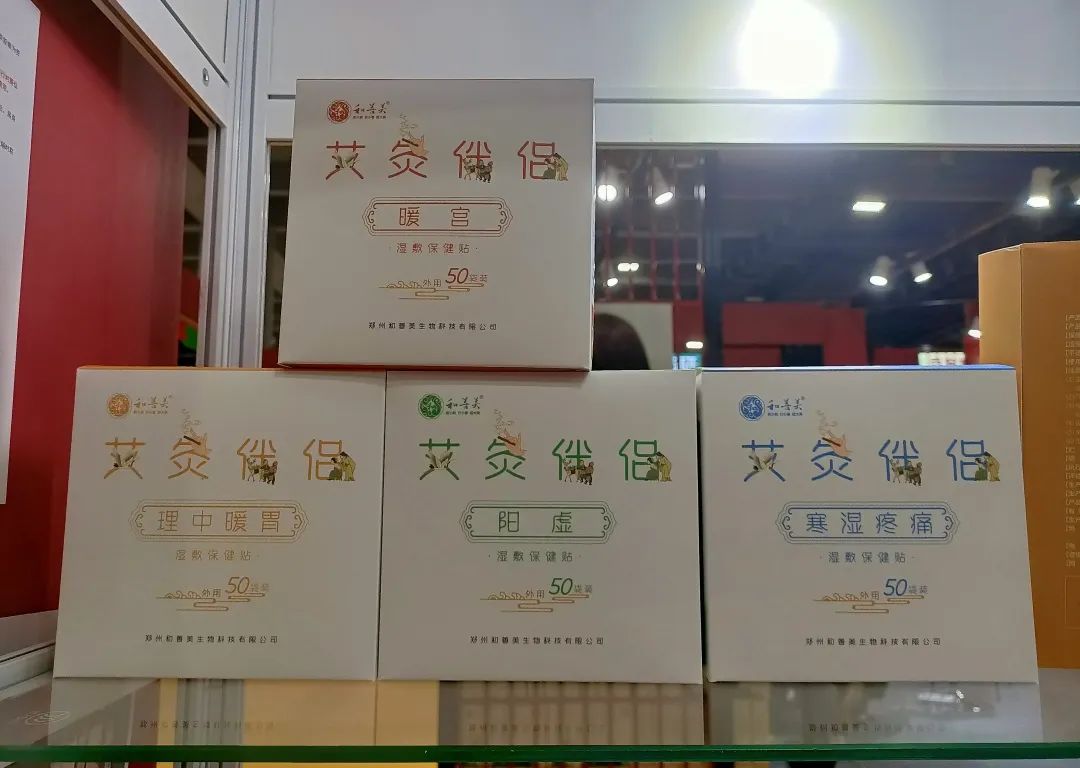 和善美
艾灸伴侣
暖宫
·湿敷保健贴·
外用50袋装
郑州和善美生物科技有限公司
和善美
艾灸伴侣
理中暖胃
·湿敷保健贴·
外用50袋装
郑州和善美生物科技有限公司
和善美
艾灸伴侣
阳虚
·湿敷保健贴·
外用50袋装
郑州和善美生物科技有限公司
和善美
艾灸伴侣
寒湿疼痛
·湿敷保健贴·
外用50袋装
郑州和善美生物科技有限公司